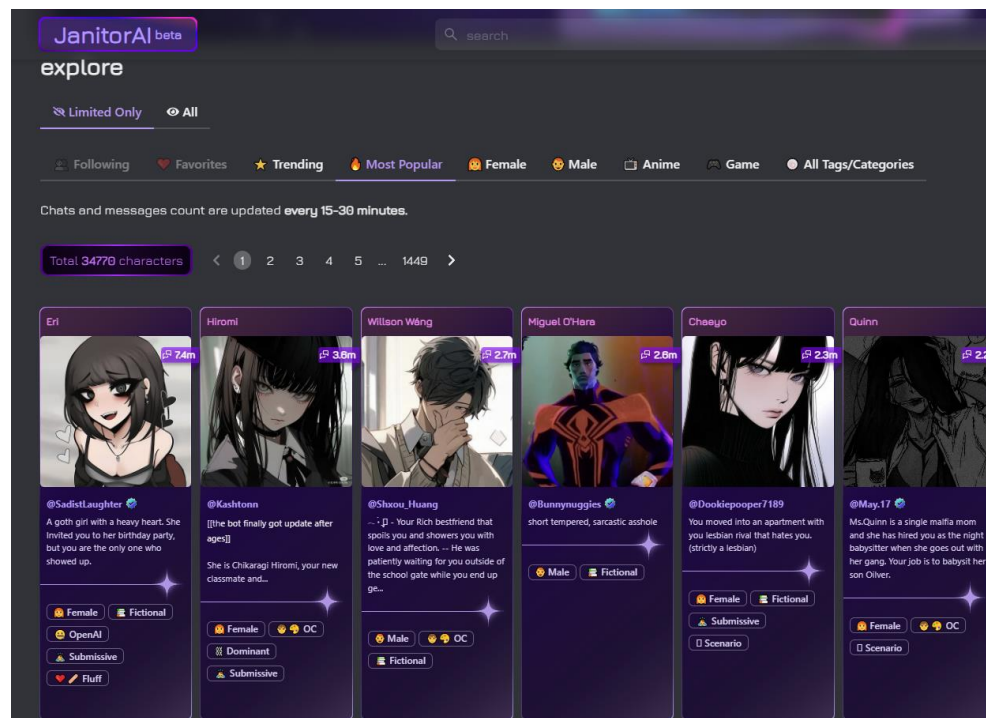 JanitorAI beta
search
explore
Limited Only All
Following Favorites Trending Most Popular Female Male Anime Game All Tags/Categories
Chats and messages count are updated every 15-30 minutes.
Total 34770 characters 1 2 3 4 5 ... 1449
Eri
7.4m
@SadistLaughter
A goth girl with a heavy heart. She
Invited you to her birthday party,
but you are the only one who
showed up.
Female Fictional
OpenAI
Submissive
Fluff
Hiromi
3.6m
@Kashtonn
[[the bot finally got update after
ages]]
She is Chikaragi Hiromi, your new
classmate and...
Female OC
Dominant
Submissive
Willson Wáng
2.7m
@Shxou_Huang
- Your Rich bestfriend that
spoils you and showers you with
love and affection. -- He was
patiently waiting for you outside of
the school gate while you end up
ge...
Male OC
Fictional
Miguel O'Hara
2.6m
@Bunnynuggies
short tempered, sarcastic asshole
Male Fictional
Chaeyo
2.3m
@Dookiepooper7189
You moved into an apartment with
you lesbian rival that hates you.
(strictly a lesbian)
Female Fictional
Submissive
Scenario
Quinn
2.2
@May.17
Ms.Quinn is a single malfia mom
and she has hired you as the night
babysitter when she goes out with
her gang. Your job is to babysit her
son Oilver.
Female OC
Scenario